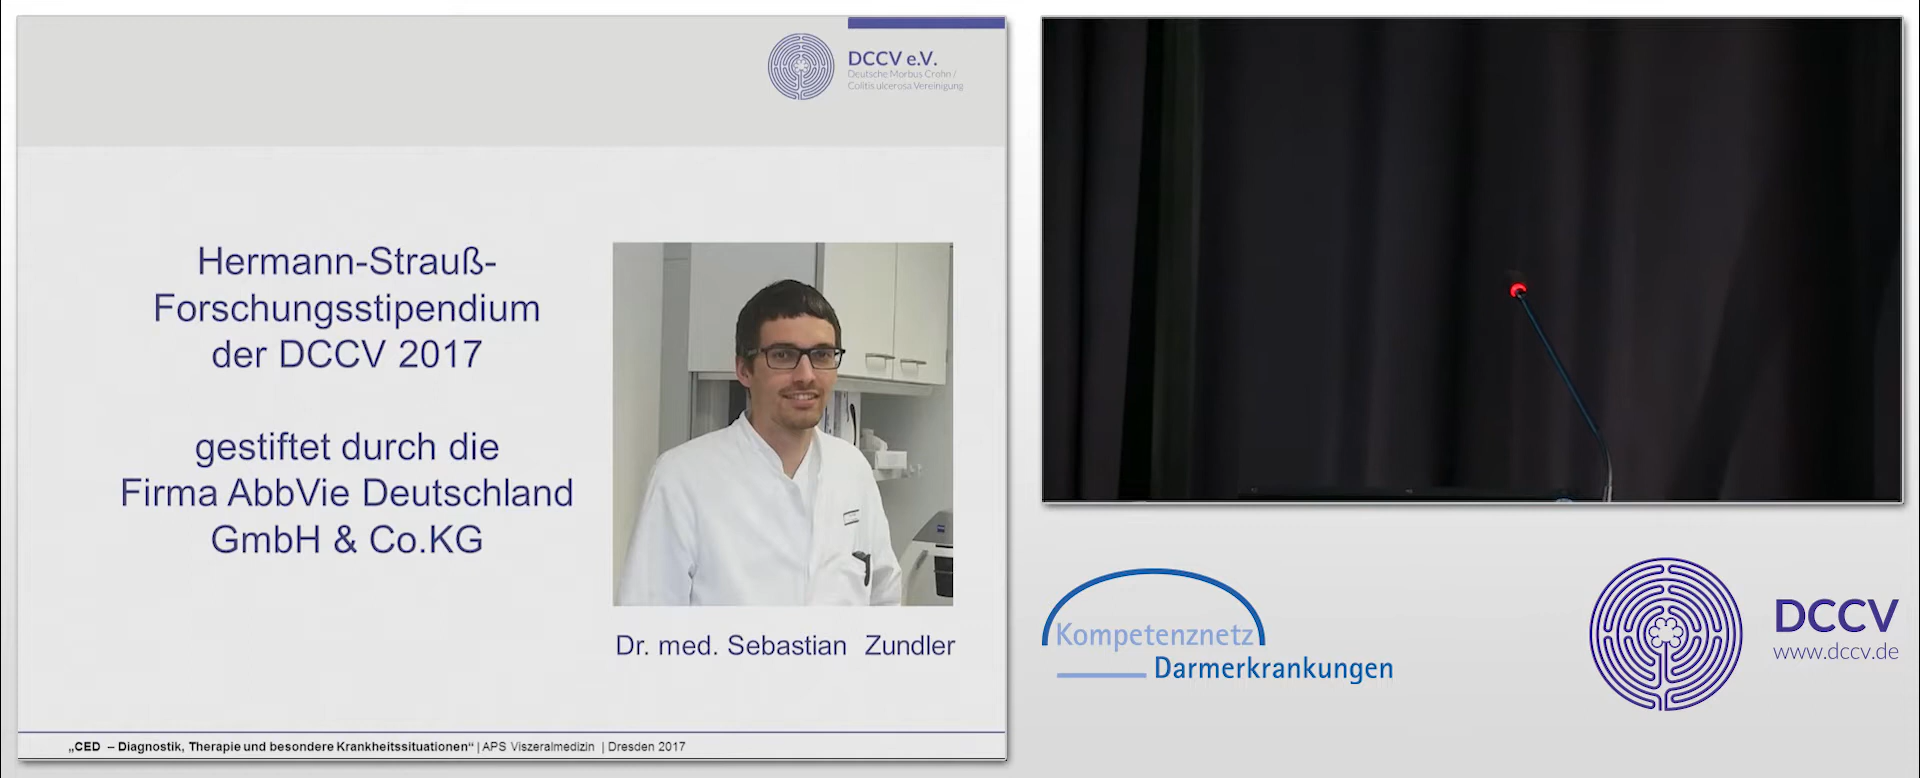 DCCV e.V.
Deutsche Morbus Crohn /
Colitis ulcerosa Vereinigung
Hermann-Strauß-
Forschungsstipendium
der DCCV 2017
gestiftet durch die
Firma AbbVie Deutschland
GmbH & Co.KG
Dr. med. Sebastian Zundler
„CED – Diagnostik, Therapie und besondere Krankheitssituationen“ | APS Viszeralmedizin | Dresden 2017
Kompetenznetz
Darmerkrankungen
DCCV
www.dccv.de